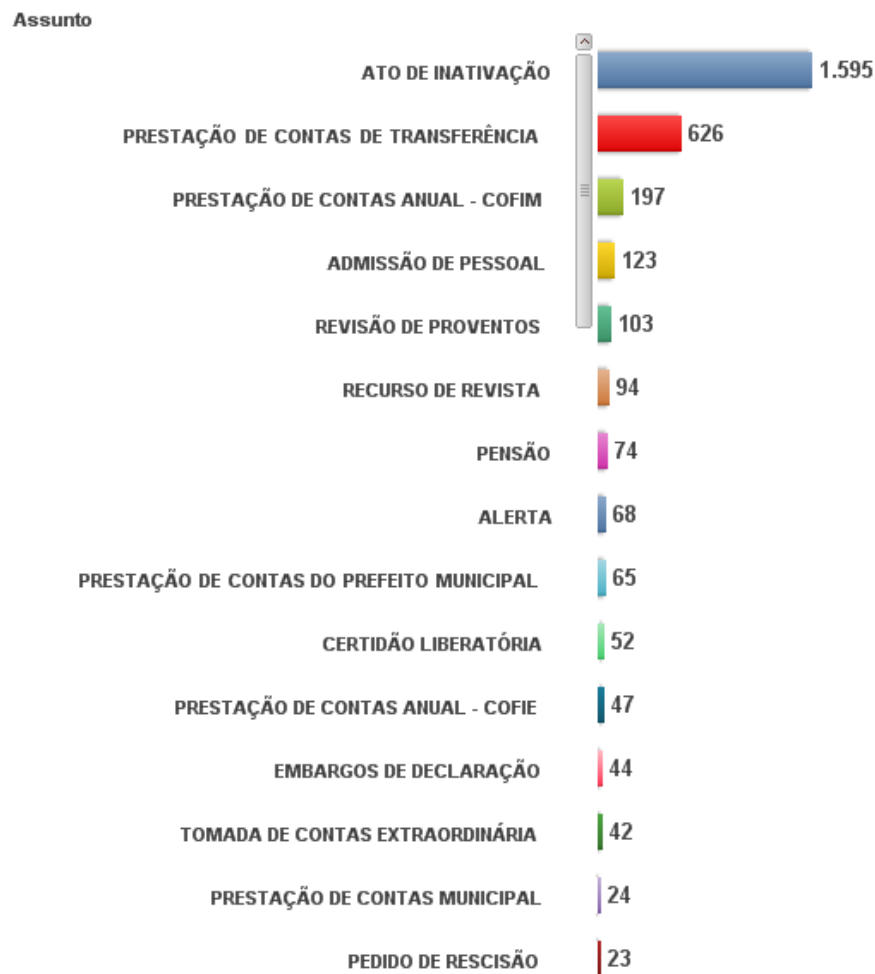 Assunto
ATO DE INATIVAÇÃO 1.595
PRESTAÇÃO DE CONTAS DE TRANSFERÊNCIA 626
PRESTAÇÃO DE CONTAS ANUAL - COFIM 197
ADMISSÃO DE PESSOAL 123
REVISÃO DE PROVENTOS 103
RECURSO DE REVISTA 94
PENSÃO 74
ALERTA 68
PRESTAÇÃO DE CONTAS DO PREFEITO MUNICIPAL 65
CERTIDÃO LIBERATÓRIA 52
PRESTAÇÃO DE CONTAS ANUAL - COFIE 47
EMBARGOS DE DECLARAÇÃO 44
TOMADA DE CONTAS EXTRAORDINÁRIA 42
PRESTAÇÃO DE CONTAS MUNICIPAL 24
PEDIDO DE RESCISÃO 23